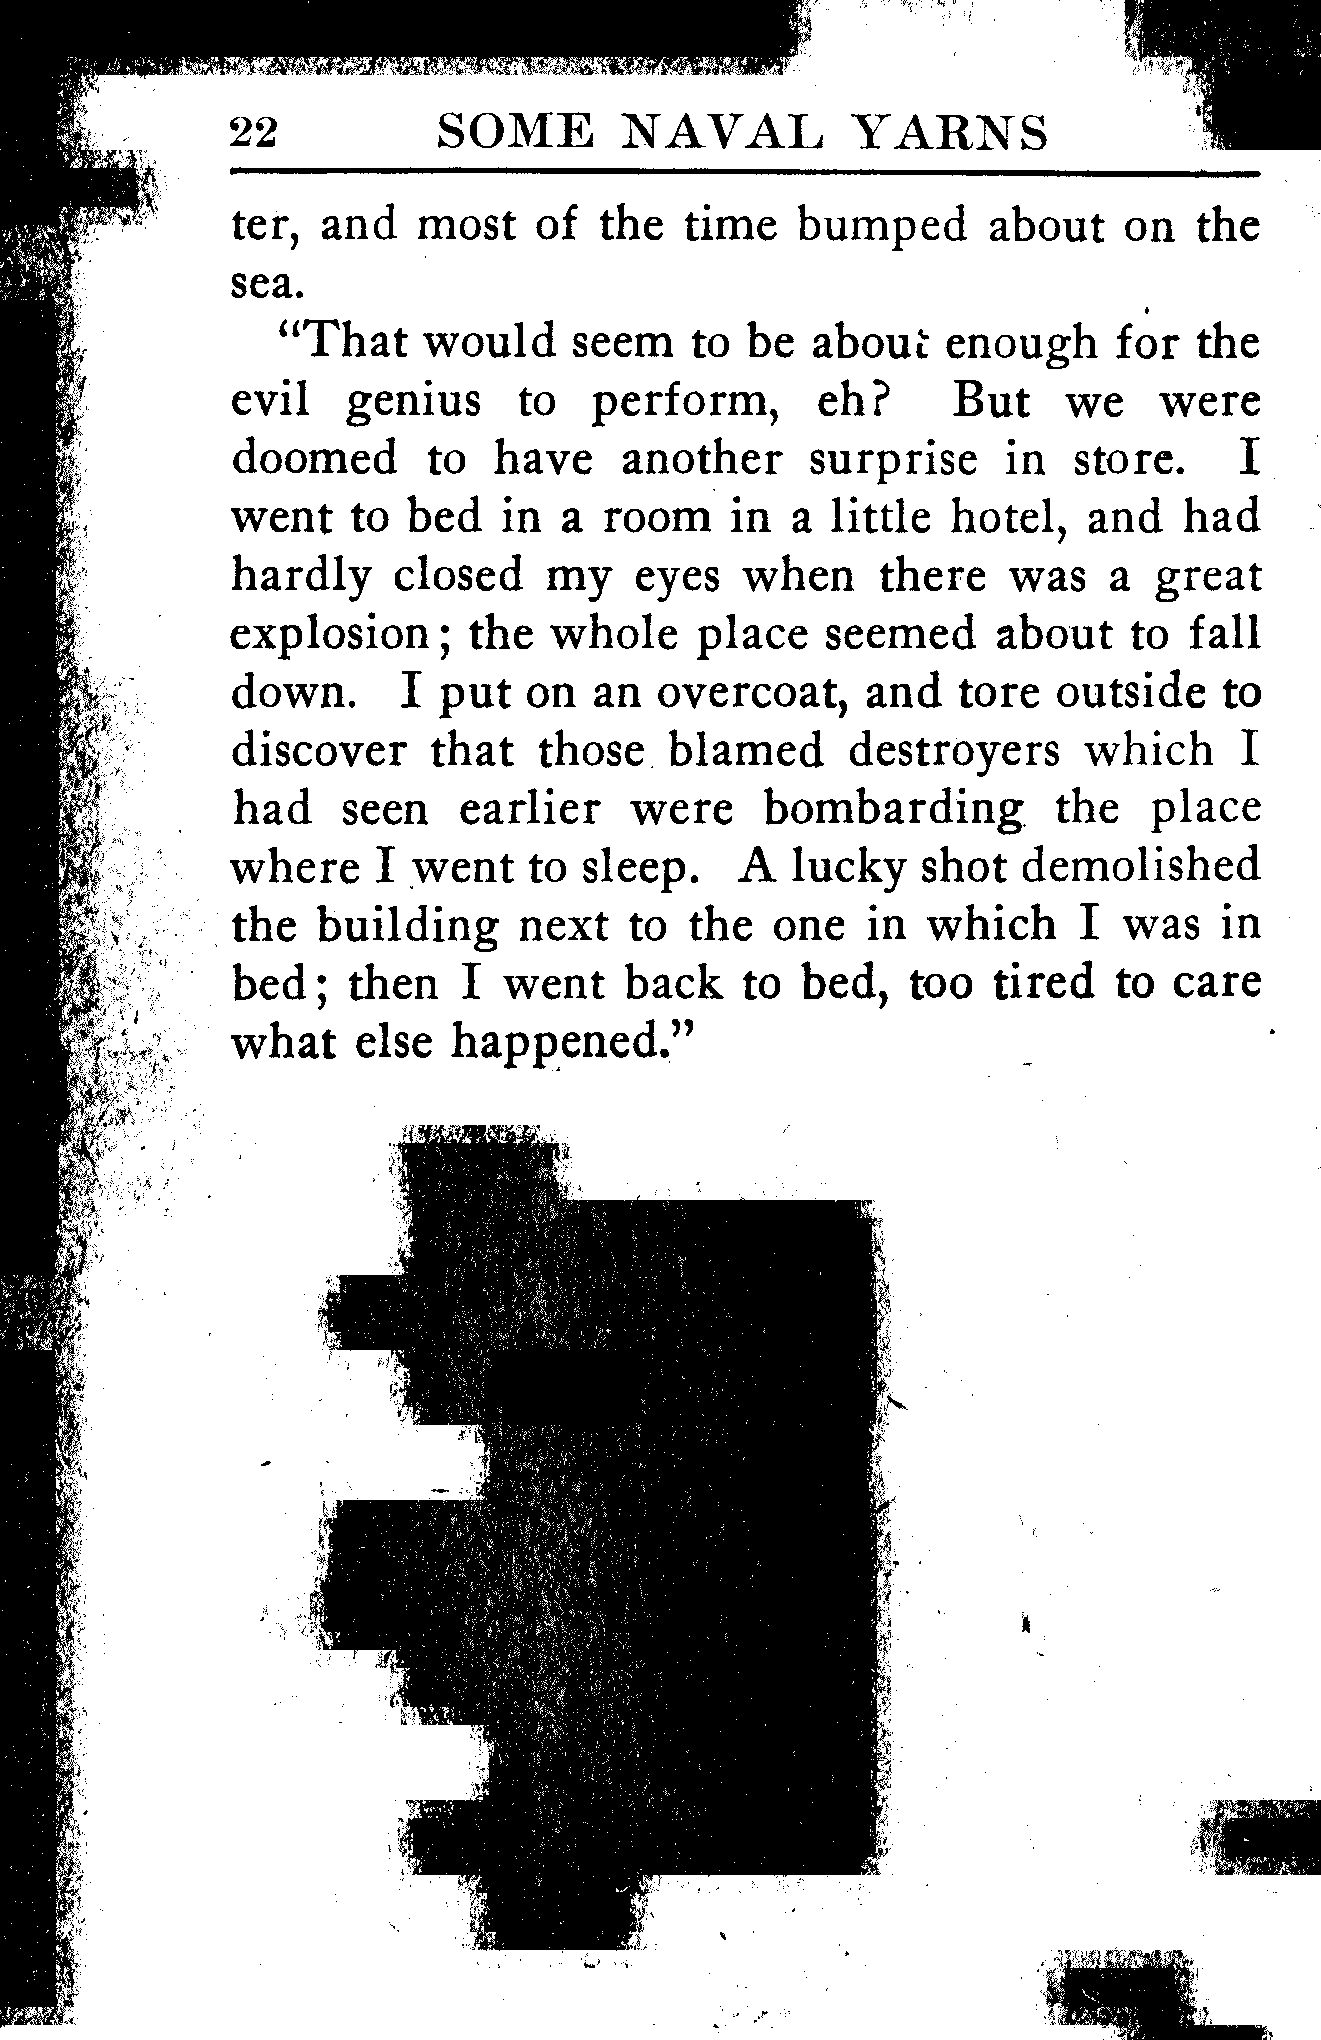 22 SOME NAVAL YARNS
ter, and most of the time bumped about on the
sea.
“That would seem to be about enough for the
evil genius to perform, eh? But we were
doomed to have another surprise in store. I
went to bed in a room in a little hotel, and had
hardly closed my eyes when there was a great
explosion; the whole place seemed about to fall
down. I put on an overcoat, and tore outside to
discover that those blamed destroyers which I
had seen earlier were bombarding the place
where I went to sleep. A lucky shot demolished
the building next to the one in which I was in
bed; then I went back to bed, too tired to care
what else happened.”